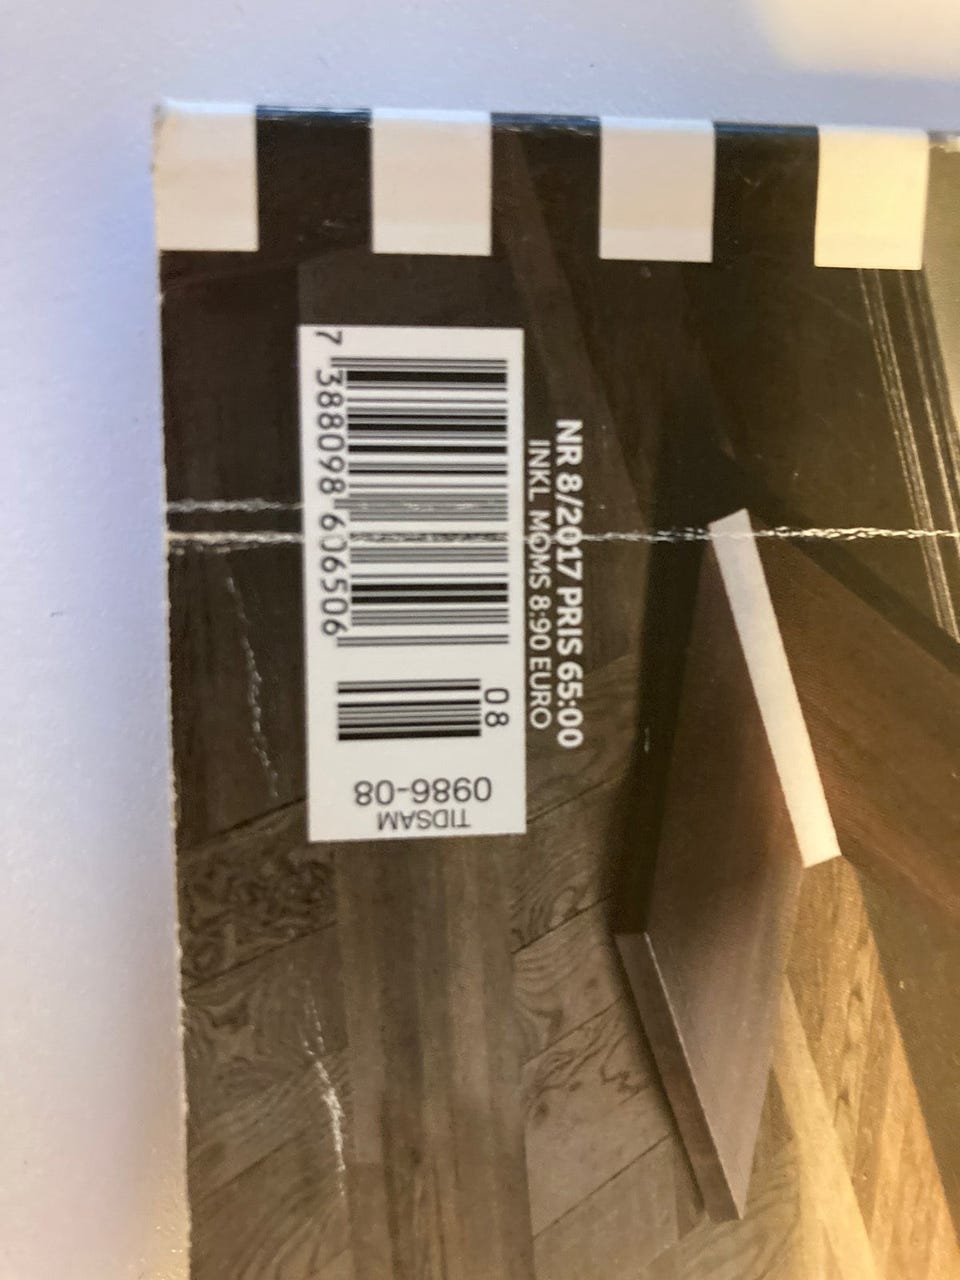 NR 8/2017 PRIS 65:00
INKL MOMS 8:90 EURO
7 388098 606506
08
TIDSAM
0986-08